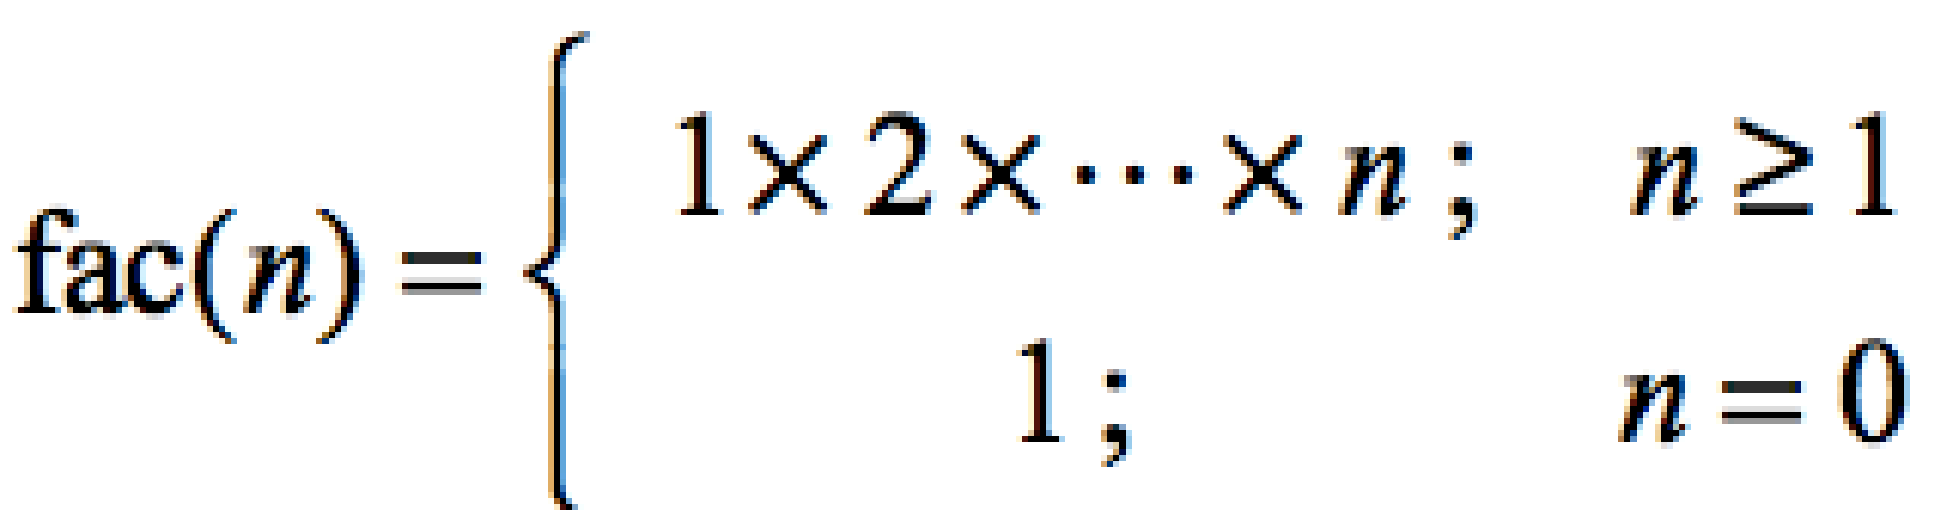 fac(n) = { 1 × 2 × ··· × n ; n ≥ 1
1 ; n = 0